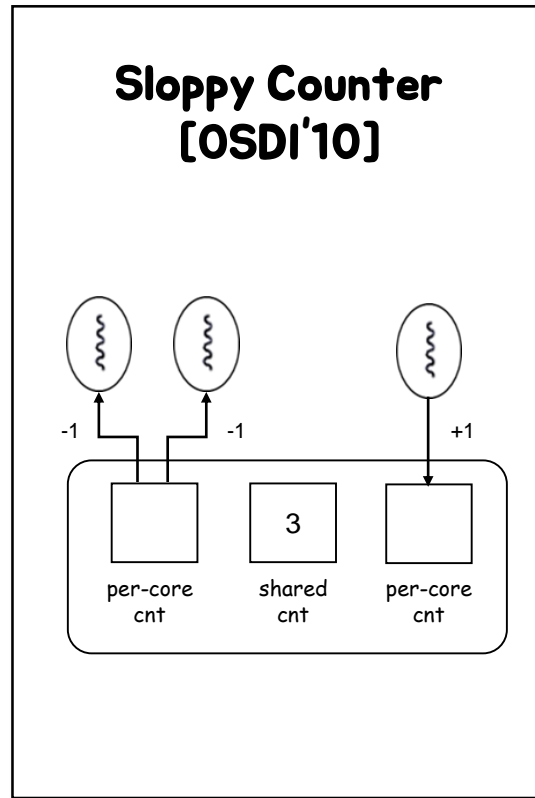 Sloppy Counter
[OSDI'10]
-1
-1
+1
3
per-core
cnt
shared
cnt
per-core
cnt